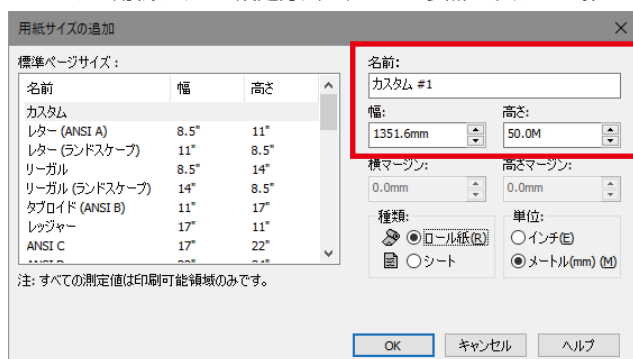 用紙サイズの追加
標準ページサイズ：
名前 幅 高さ
カスタム
レター (ANSI A) 8.5" 11"
レター (ランドスケープ) 11" 8.5"
リーガル 8.5" 14"
リーガル (ランドスケープ) 14" 8.5"
タブロイド (ANSI B) 11" 17"
レッジャー 17" 11"
ANSI C 17" 22"
注: すべての測定値は印刷可能領域のみです。
名前:
カスタム #1
幅: 高さ:
1351.6mm 50.0M
横マージン: 高さマージン:
0.0mm 0.0mm
種類: 単位:
ロール紙(R) インチ(E)
シート メートル(mm) (M)
OK キャンセル ヘルプ